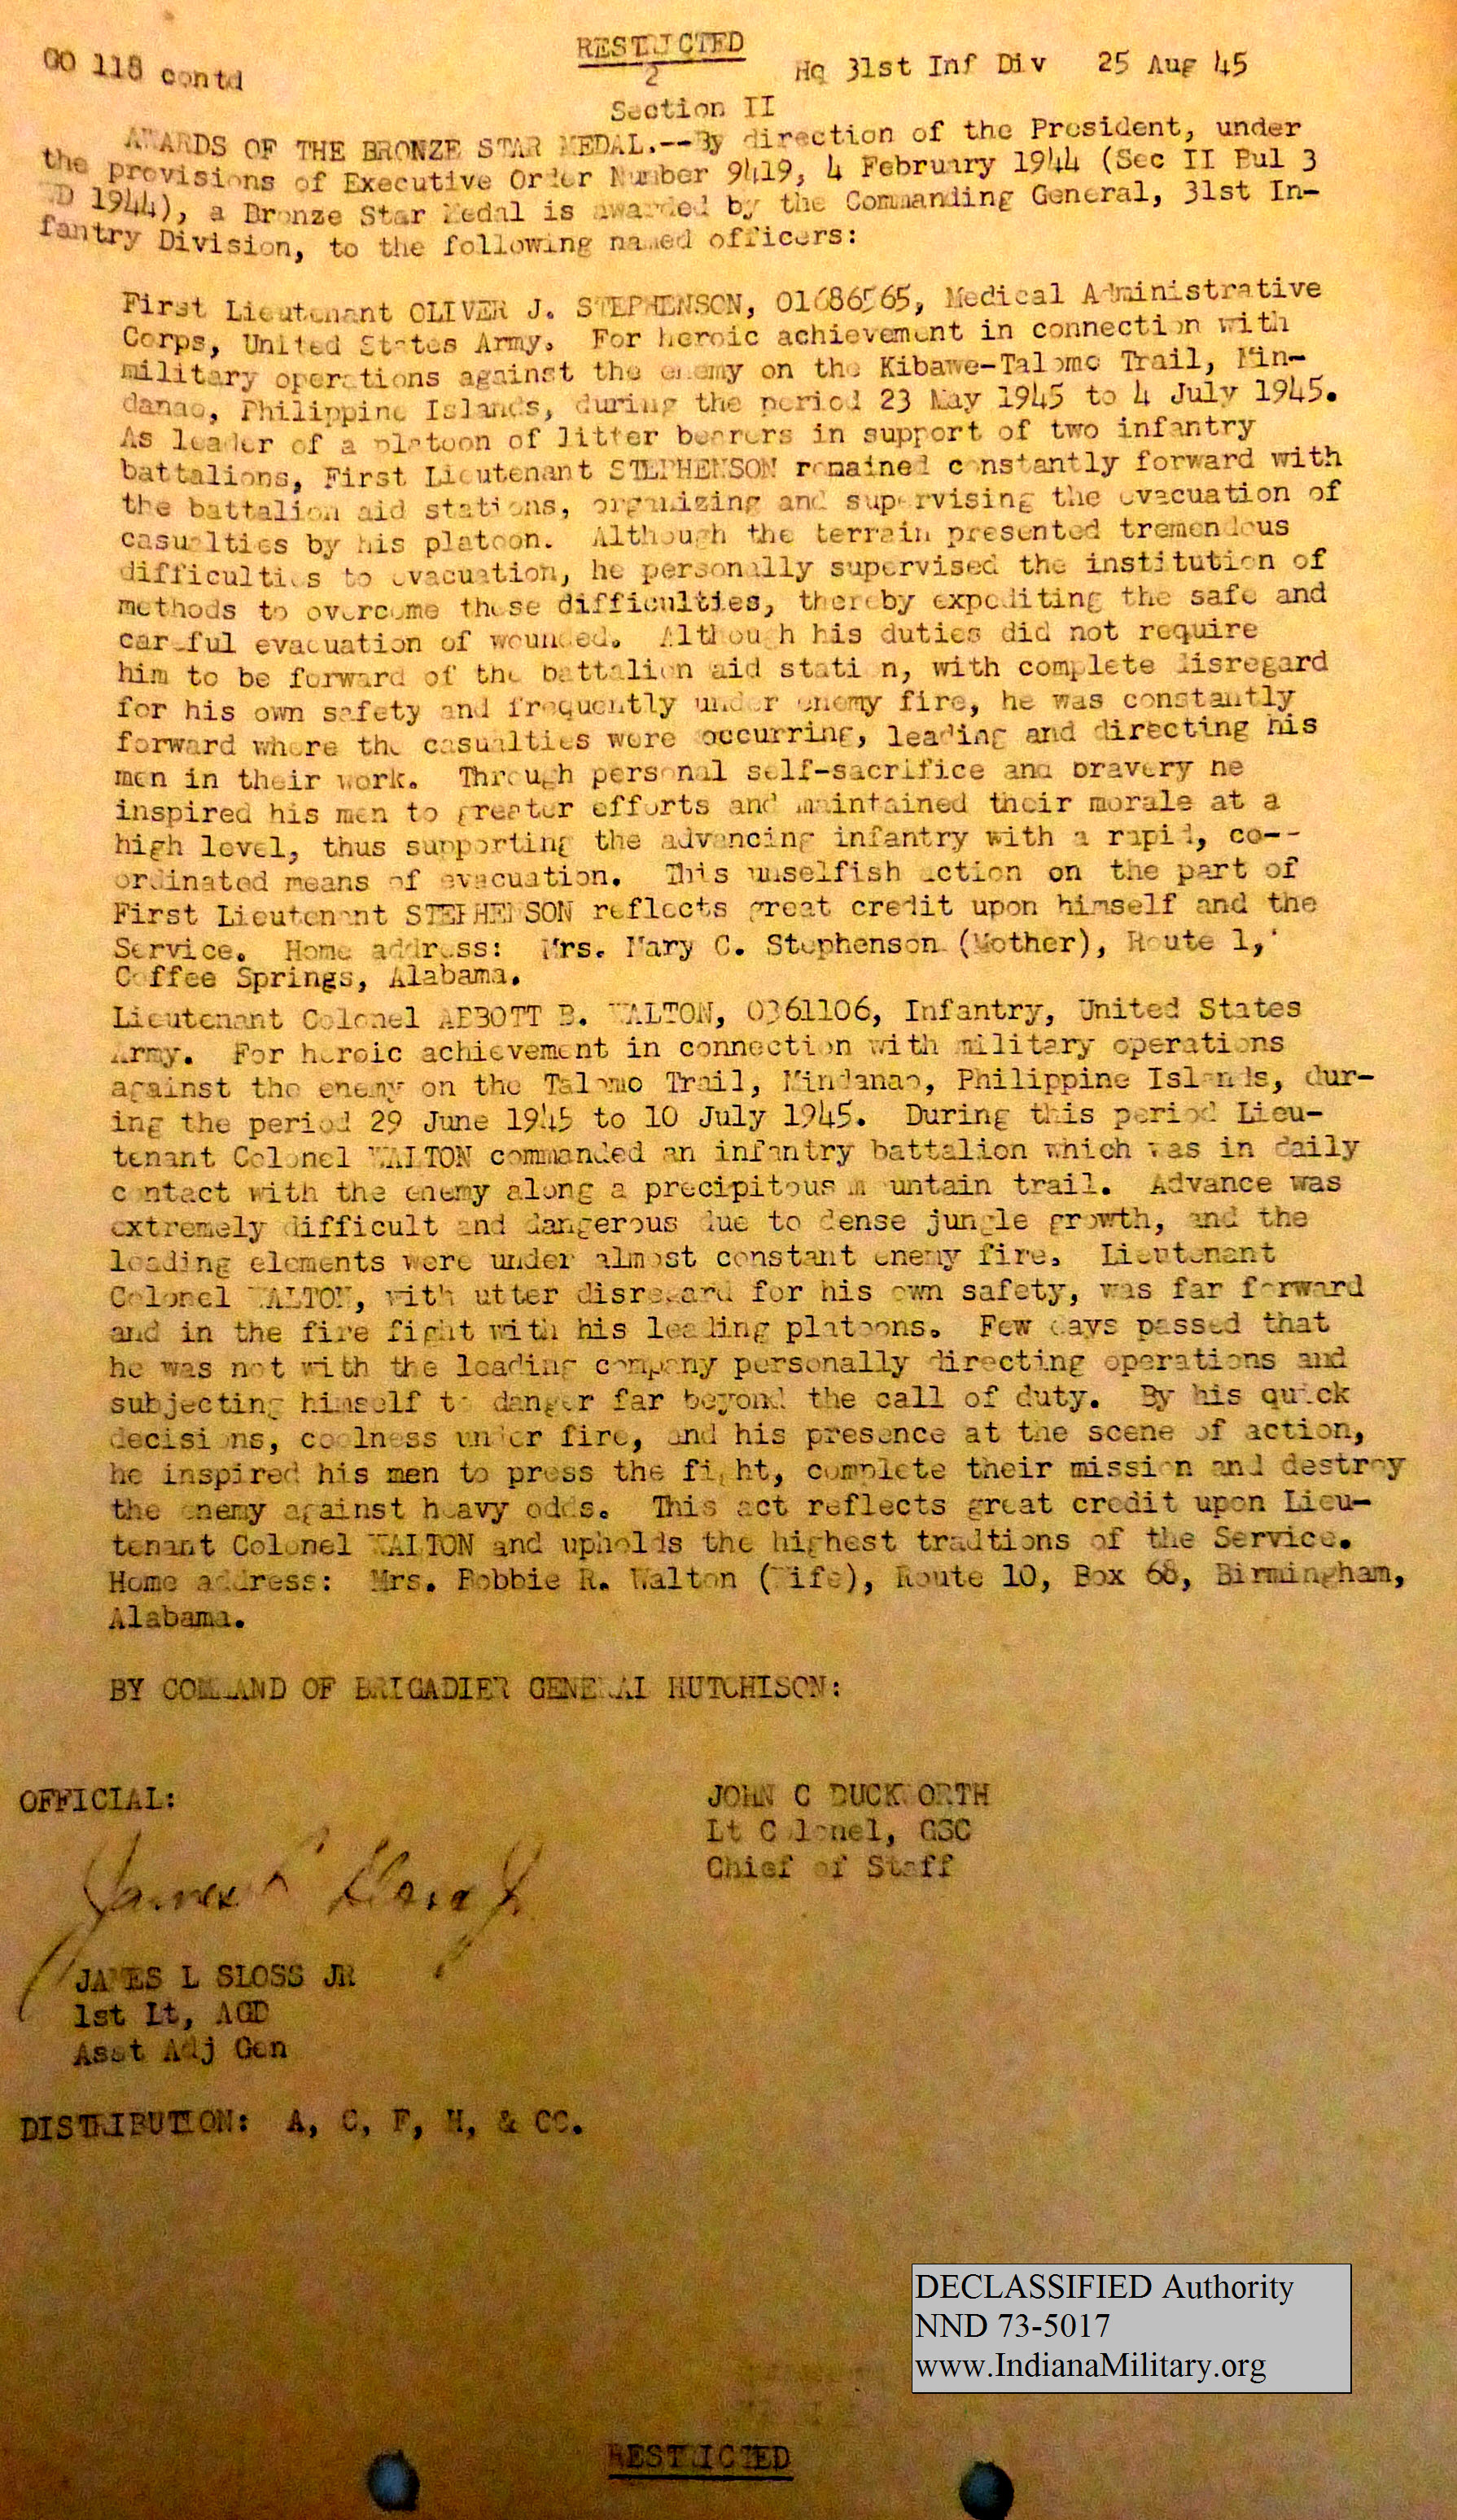 RESTRICTED
GO 118 contd
2
Hq 31st Inf Div 25 Aug 45
Section II
AWARDS OF THE BRONZE STAR MEDAL.--By direction of the President, under
the provisions of Executive Order Number 9419, 4 February 1944 (Sec II Bul 3
WD 1944), a Bronze Star Medal is awarded by the Commanding General, 31st In-
fantry Division, to the following named officers:
First Lieutenant OLIVER J. STEPHENSON, 01686565, Medical Administrative
Corps, United States Army. For heroic achievement in connection with
military operations against the enemy on the Kibawe-Talomo Trail, Min-
danao, Philippine Islands, during the period 23 May 1945 to 4 July 1945.
As leader of a platoon of litter bearers in support of two infantry
battalions, First Lieutenant STEPHENSON remained constantly forward with
the battalion aid stations, organizing and supervising the evacuation of
casualties by his platoon. Although the terrain presented tremendous
difficulties to evacuation, he personally supervised the institution of
methods to overcome these difficulties, thereby expediting the safe and
careful evacuation of wounded. Although his duties did not require
him to be forward of the battalion aid station, with complete disregard
for his own safety and frequently under enemy fire, he was constantly
forward where the casualties were occurring, leading and directing his
men in their work. Through personal self-sacrifice and bravery he
inspired his men to greater efforts and maintained their morale at a
high level, thus supporting the advancing infantry with a rapid, co--
ordinated means of evacuation. This unselfish action on the part of
First Lieutenant STEPHENSON reflects great credit upon himself and the
Service. Home address: Mrs. Mary C. Stephenson (Mother), Route 1,
Coffee Springs, Alabama.
Lieutenant Colonel ABBOTT B. WALTON, O361106, Infantry, United States
Army. For heroic achievement in connection with military operations
against the enemy on the Talomo Trail, Mindanao, Philippine Islands, dur-
ing the period 29 June 1945 to 10 July 1945. During this period Lieu-
tenant Colonel WALTON commanded an infantry battalion which was in daily
contact with the enemy along a precipitous mountain trail. Advance was
extremely difficult and dangerous due to dense jungle growth, and the
leading elements were under almost constant enemy fire. Lieutenant
Colonel WALTON, with utter disregard for his own safety, was far forward
and in the fire fight with his leading platoons. Few days passed that
he was not with the leading company personally directing operations and
subjecting himself to danger far beyond the call of duty. By his quick
decisions, coolness under fire, and his presence at the scene of action,
he inspired his men to press the fight, complete their mission and destroy
the enemy against heavy odds. This act reflects great credit upon Lieu-
tenant Colonel WALTON and upholds the highest tradtions of the Service.
Home address: Mrs. Bobbie R. Walton (Wife), Route 10, Box 68, Birmingham,
Alabama.
BY COMMAND OF BRIGADIER GENERAL HUTCHISON:
OFFICIAL:
JOHN C DUCKWORTH
Lt Colonel, GSC
Chief of Staff
JAMES L SLOSS JR
1st Lt, AGD
Asst Adj Gen
DISTRIBUTION: A, C, F, H, & CC.
DECLASSIFIED Authority
NND 73-5017
www.IndianaMilitary.org
RESTRICTED